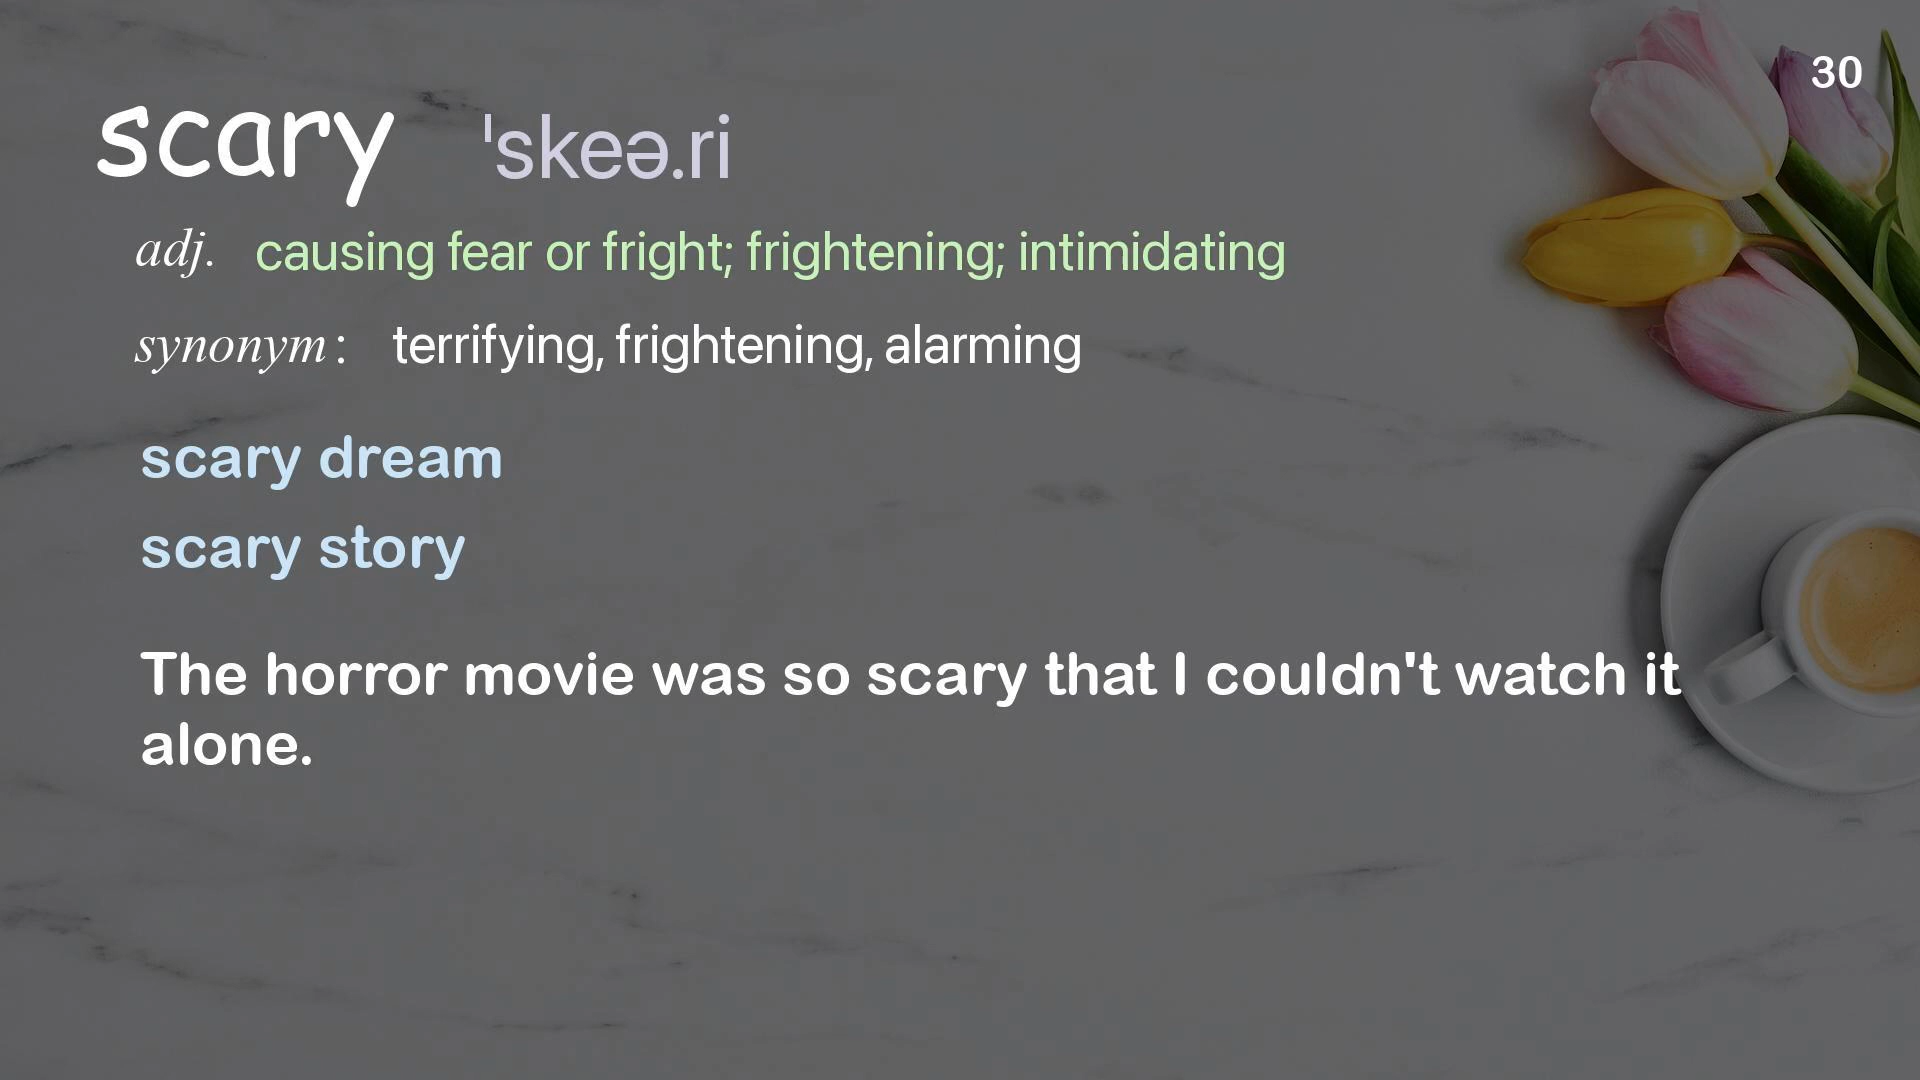 30
scary ˈskeə.ri
adj. causing fear or fright; frightening; intimidating
synonym: terrifying, frightening, alarming
scary dream
scary story
The horror movie was so scary that I couldn't watch it
alone.